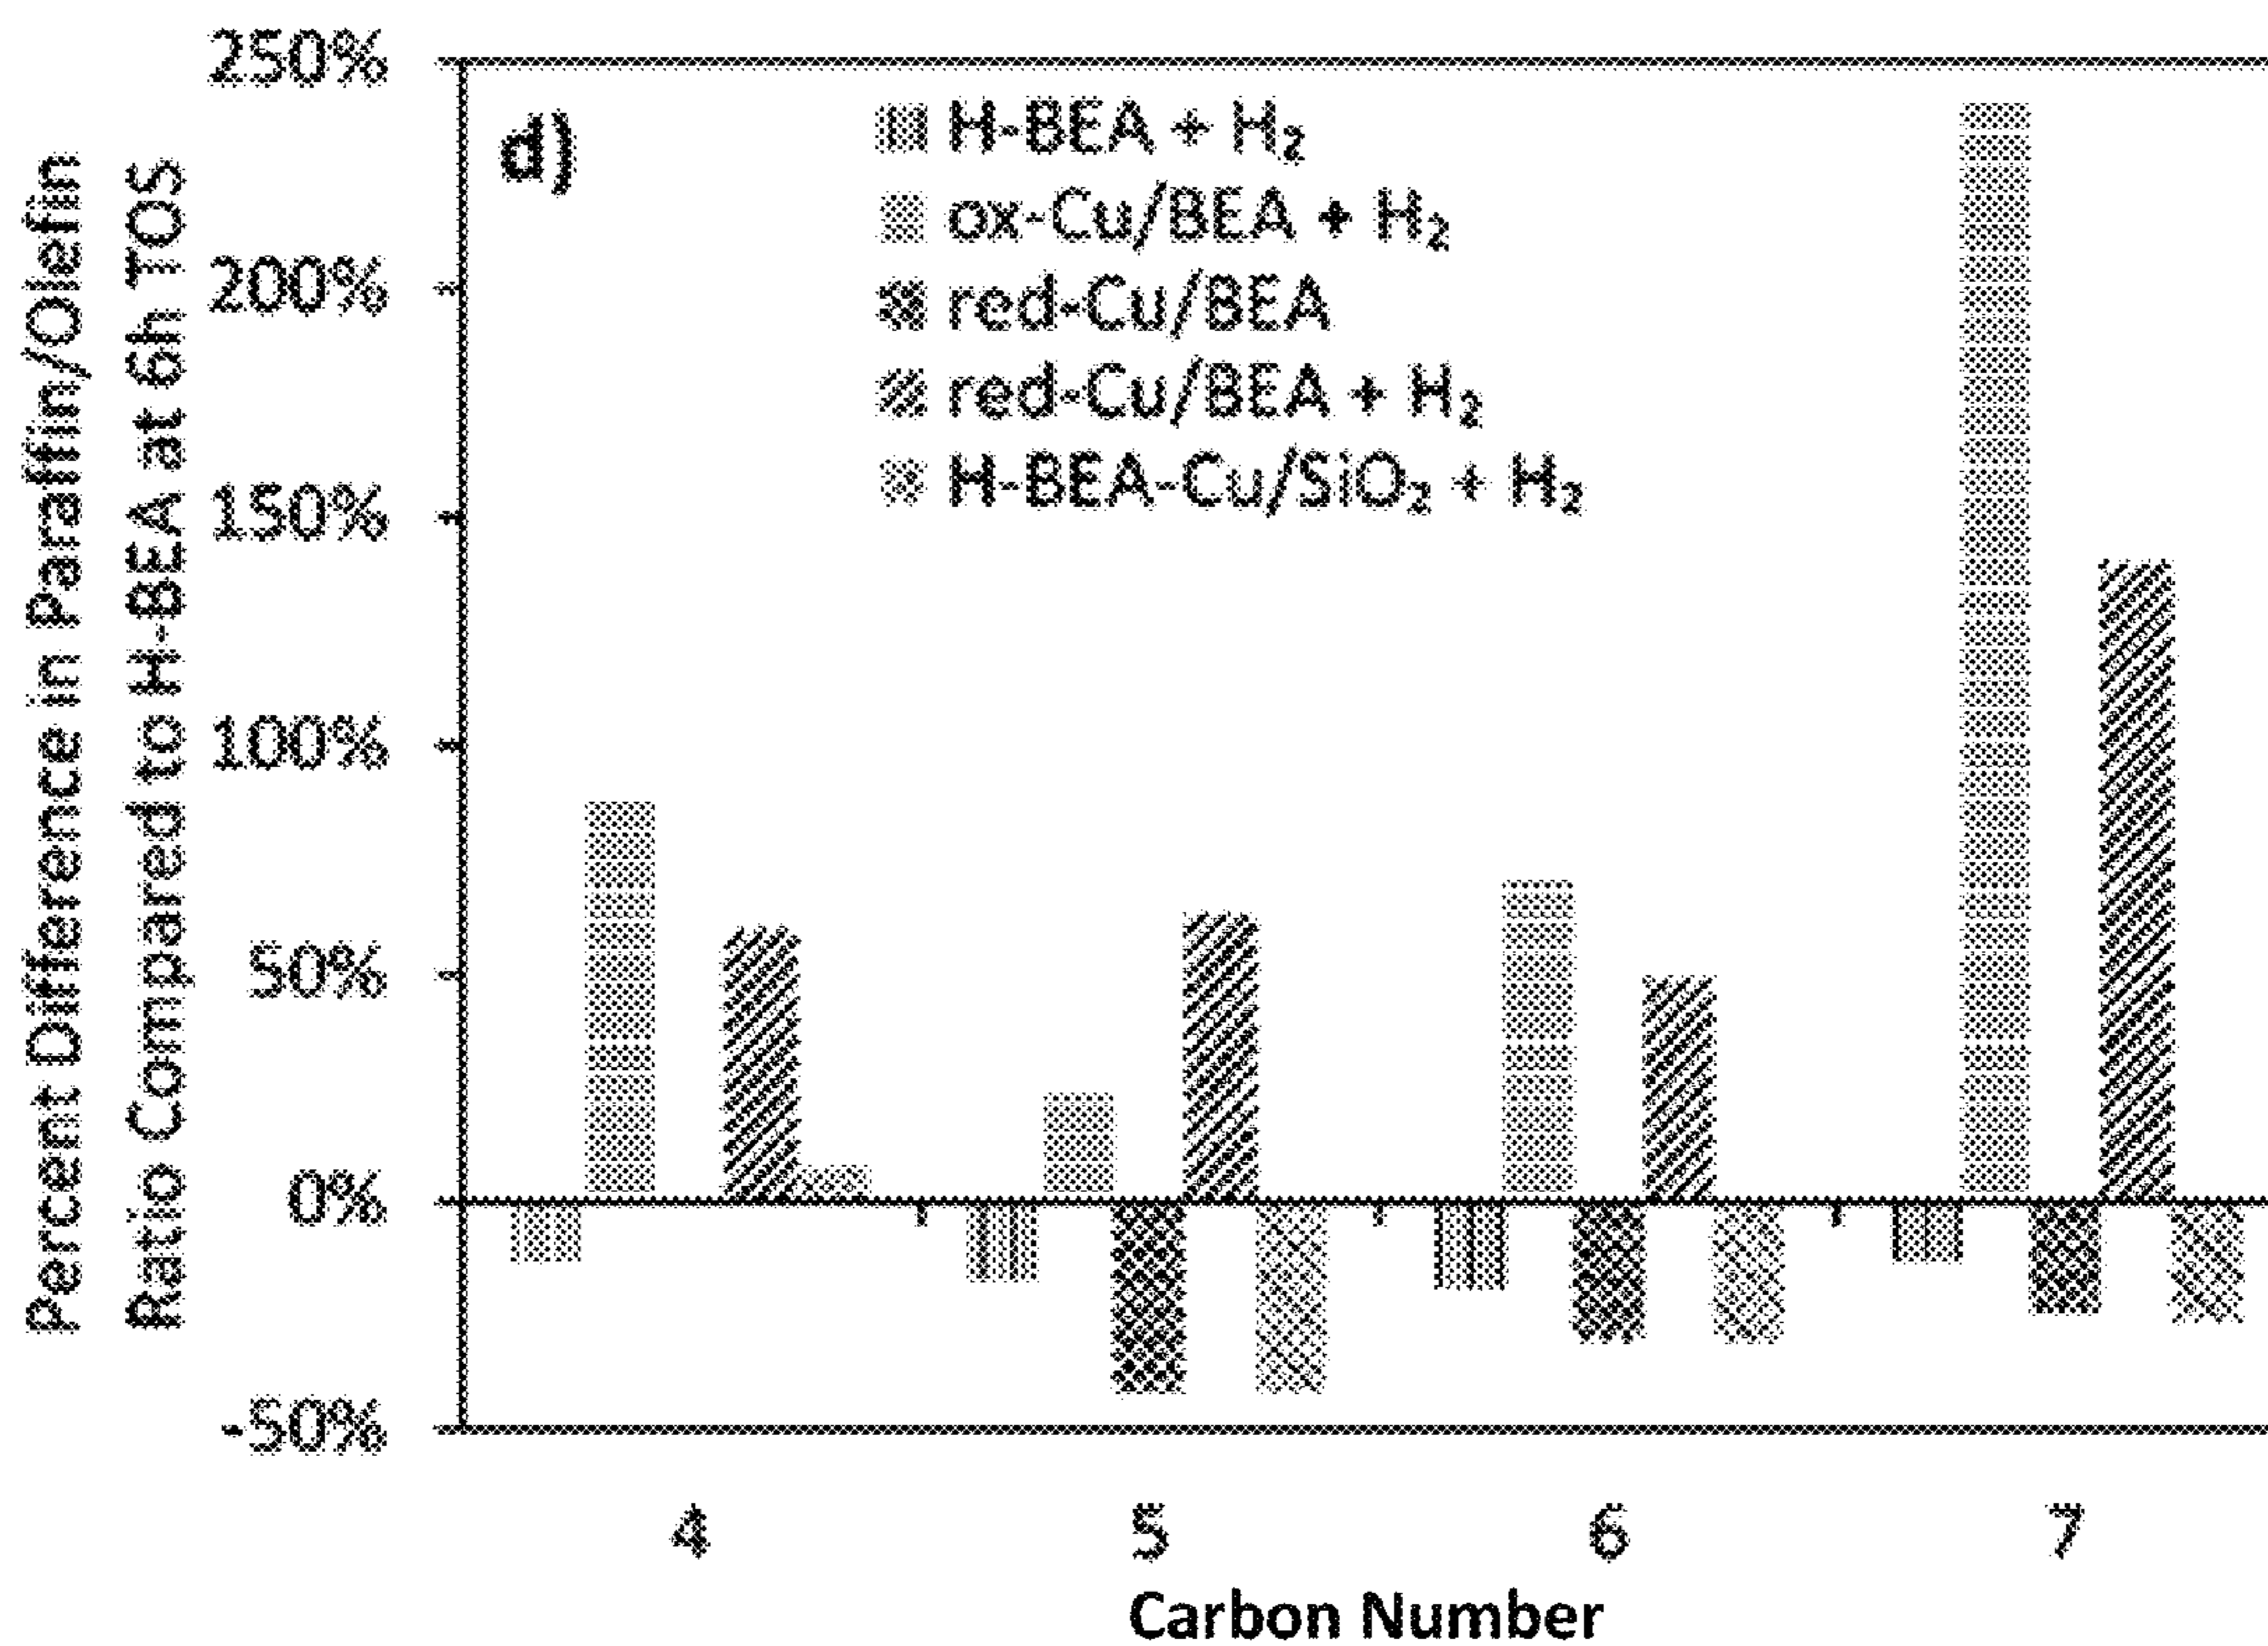 Percent Difference in Paraffin/Olefin
Ratio Compared to H-BEA at 6h TOS
250%
200%
150%
100%
50%
0%
-50%
d)
H-BEA + H₂
ox-Cu/BEA + H₂
red-Cu/BEA
red-Cu/BEA + H₂
H-BEA-Cu/SiO₂ + H₂
4 5 6 7
Carbon Number